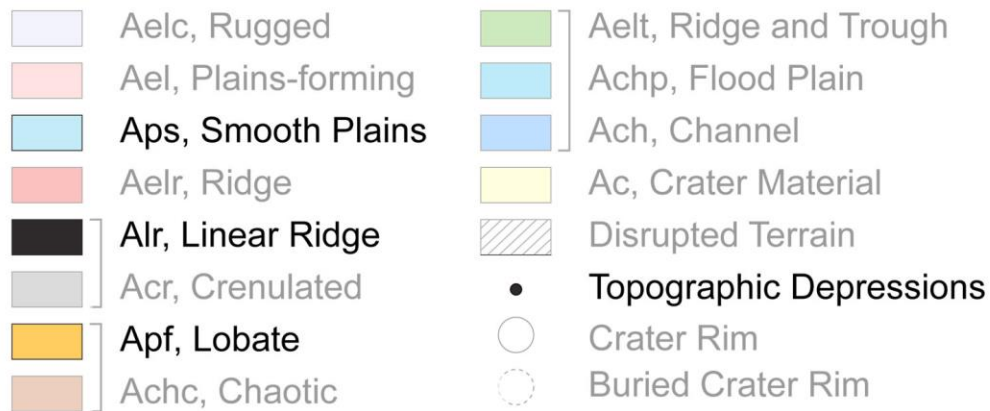 Aelc, Rugged
Ael, Plains-forming
Aps, Smooth Plains
Aelr, Ridge
Alr, Linear Ridge
Acr, Crenulated
Apf, Lobate
Achc, Chaotic
Aelt, Ridge and Trough
Achp, Flood Plain
Ach, Channel
Ac, Crater Material
Disrupted Terrain
Topographic Depressions
Crater Rim
Buried Crater Rim